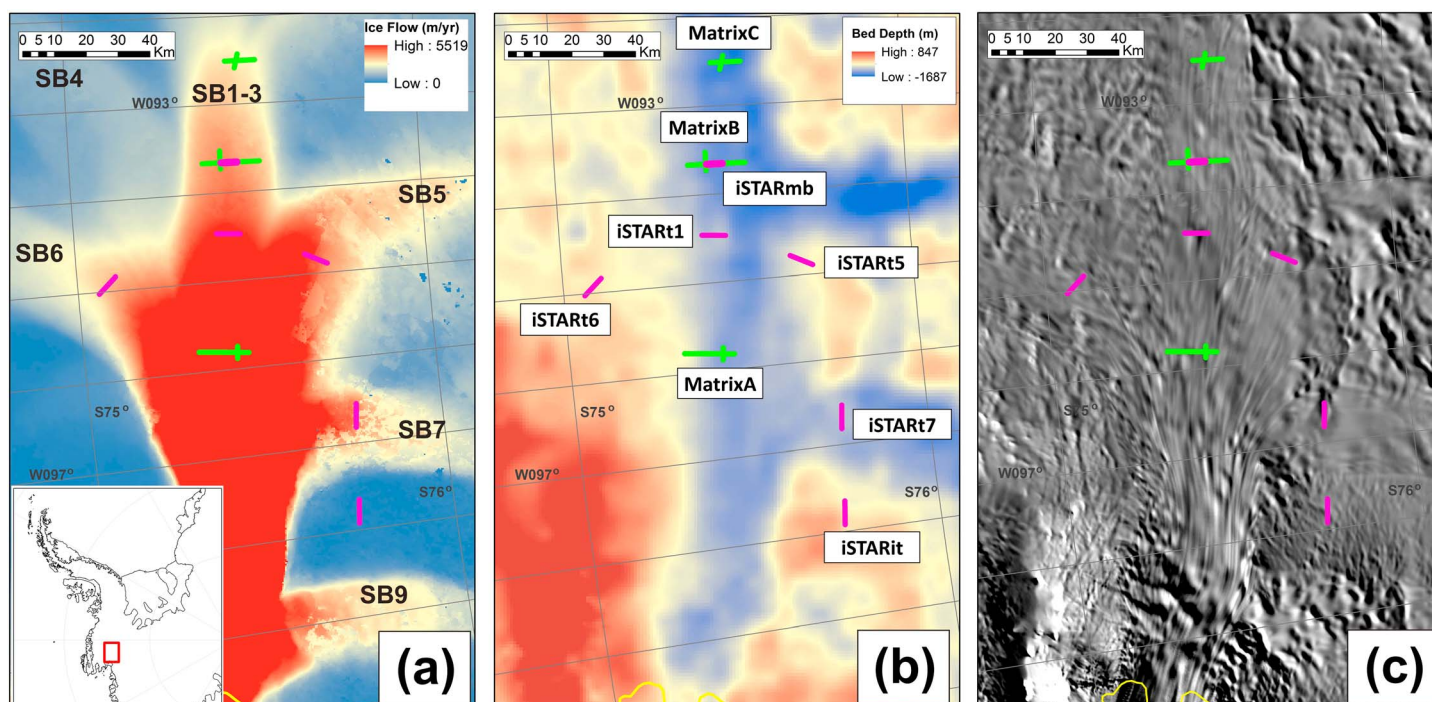 Ice Flow (m/yr)
High : 5519
Low : 0
0 5 10 20 30 40
Km
SB4
SB1-3
W093°
SB5
SB6
S75°
SB7
W097°
S76°
SB9
(a)
0 5 10 20 30 40
Km
MatrixC
Bed Depth (m)
High : 847
Low : -1687
W093°
MatrixB
iSTARmb
iSTARt1
iSTARt5
iSTARt6
MatrixA
S75°
iSTARt7
W097°
S76°
iSTARit
(b)
0 5 10 20 30 40
Km
W093°
S75°
W097°
S76°
(c)